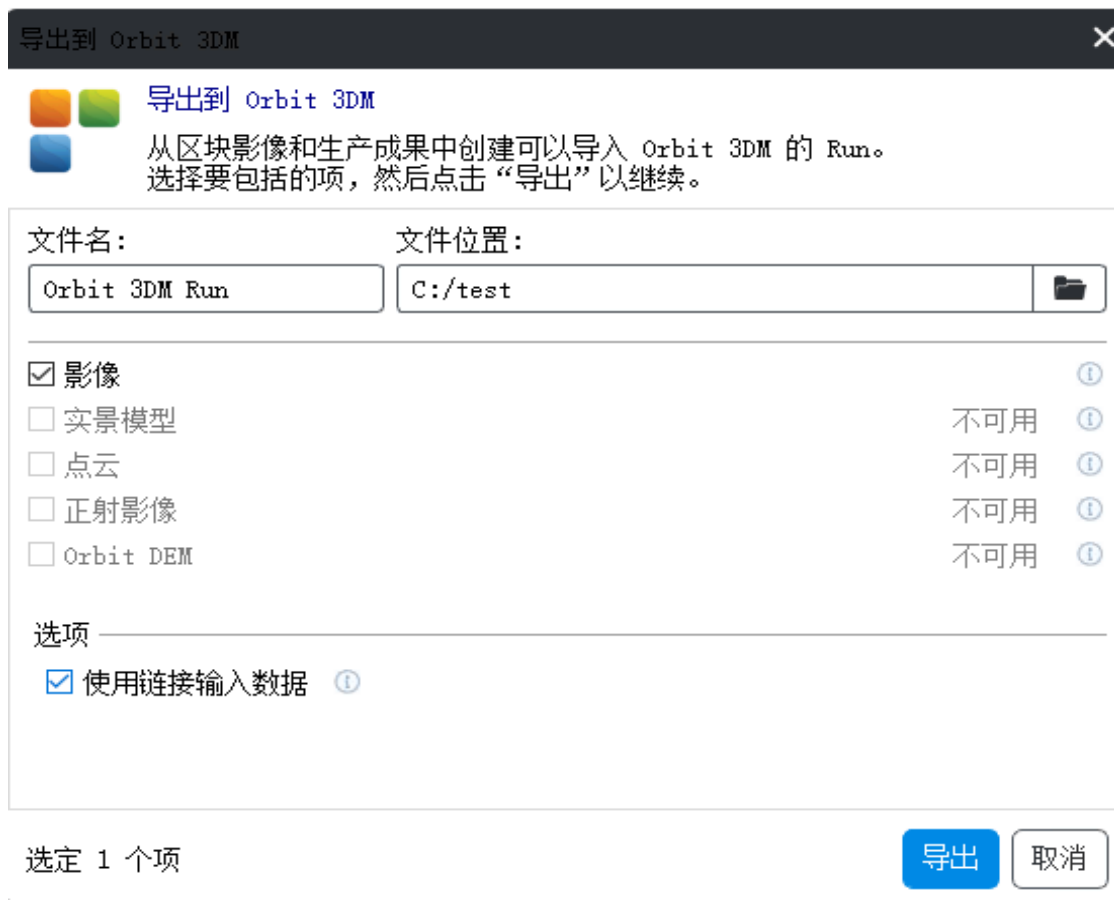 导出到 Orbit 3DM
导出到 Orbit 3DM
从区块影像和生产成果中创建可以导入 Orbit 3DM 的 Run。
选择要包括的项，然后点击“导出”以继续。
文件名： 文件位置：
Orbit 3DM Run C:/test
影像
实景模型 不可用
点云 不可用
正射影像 不可用
Orbit DEM 不可用
选项
使用链接输入数据
选定 1 个项 导出 取消